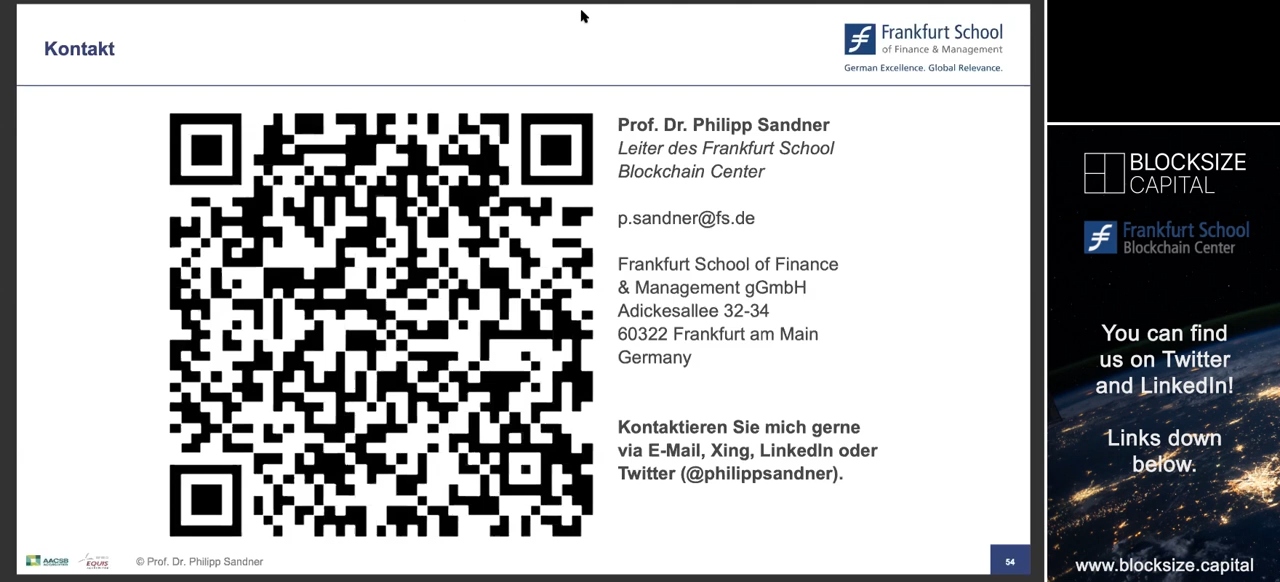 Kontakt
Frankfurt School
of Finance & Management
German Excellence. Global Relevance.
Prof. Dr. Philipp Sandner
Leiter des Frankfurt School
Blockchain Center
p.sandner@fs.de
Frankfurt School of Finance
& Management gGmbH
Adickesallee 32-34
60322 Frankfurt am Main
Germany
Kontaktieren Sie mich gerne
via E-Mail, Xing, LinkedIn oder
Twitter (@philippsandner).
AACSB
EQUIS
© Prof. Dr. Philipp Sandner
54
BLOCKSIZE
CAPITAL
Frankfurt School
Blockchain Center
You can find
us on Twitter
and LinkedIn!
Links down
below.
www.blocksize.capital